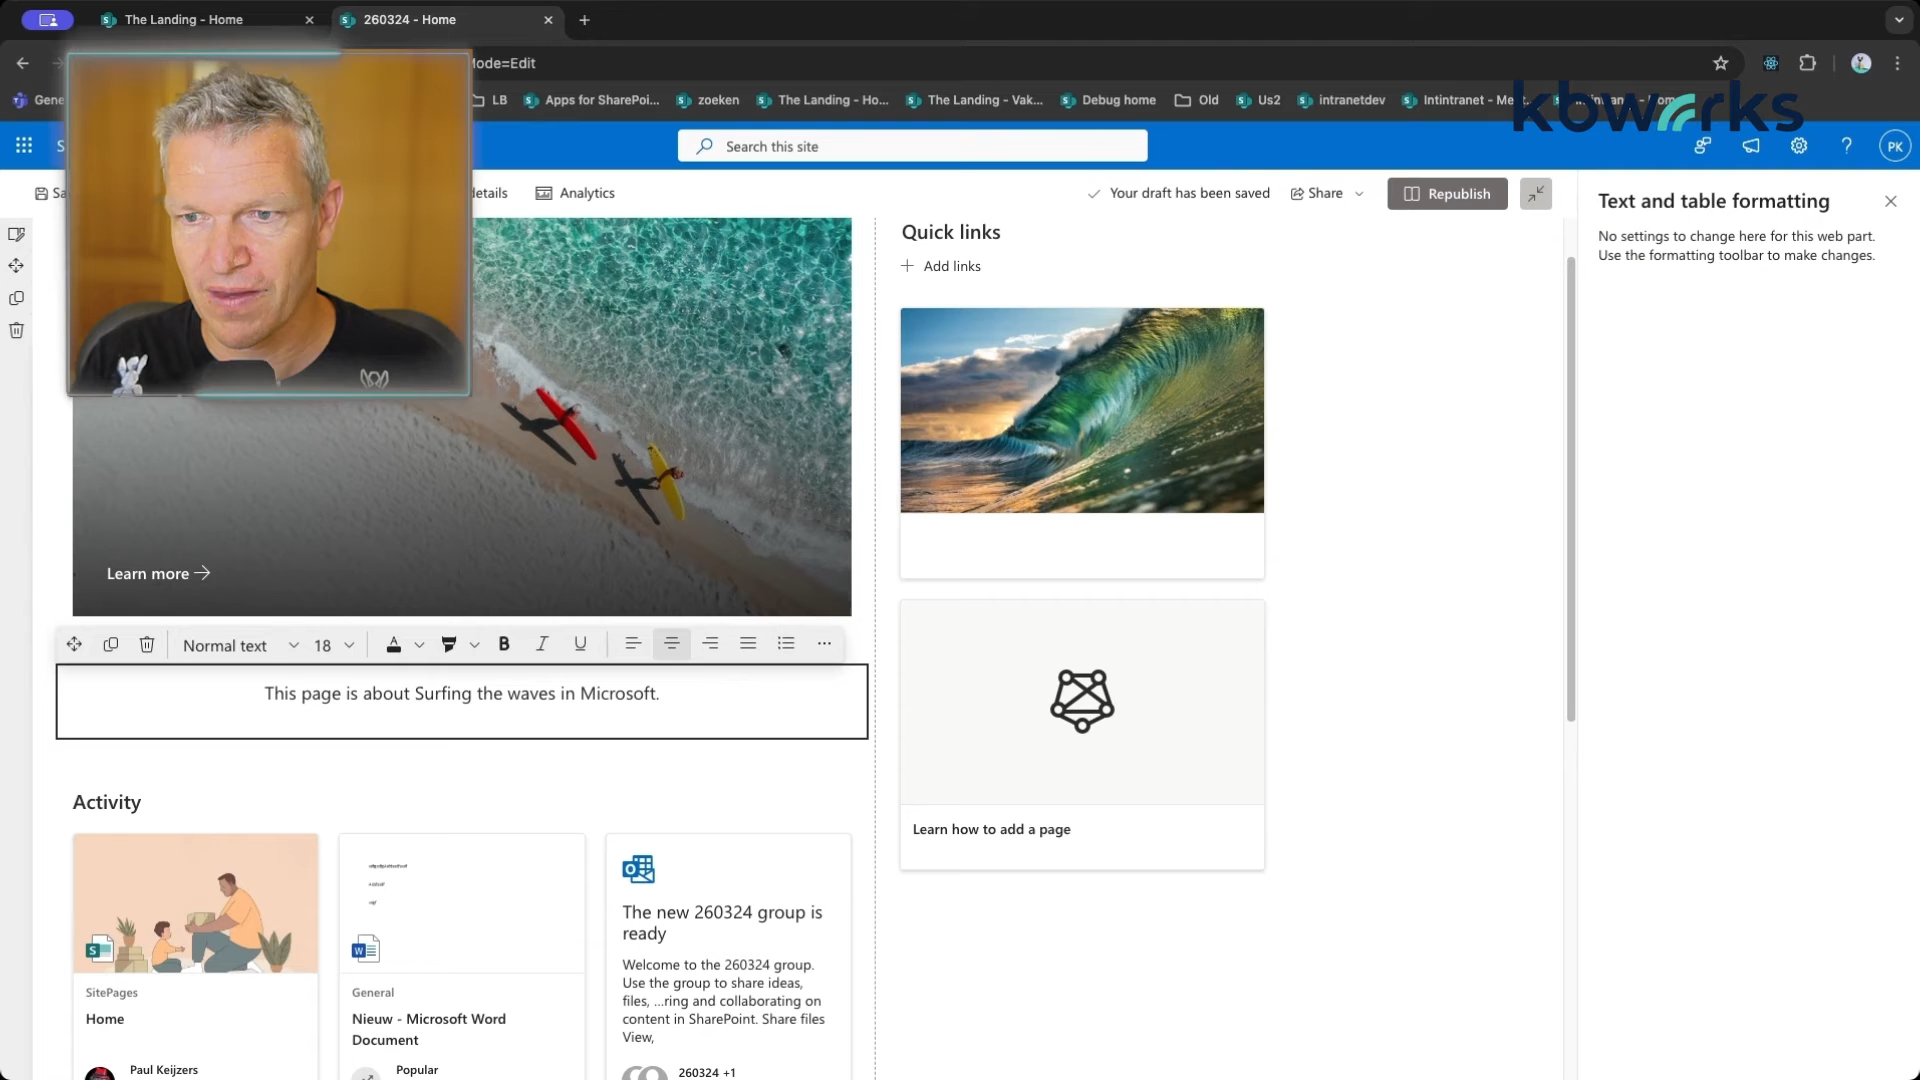 The Landing - Home
260324 - Home
Mode=Edit
Gene
LB
Apps for SharePoi...
zoeken
The Landing - Ho...
The Landing - Vak...
Debug home
Old
Us2
intranetdev
Intintranet - Me
kbworks
S
Search this site
PK
Sa
details
Analytics
Your draft has been saved
Share
Republish
Text and table formatting
No settings to change here for this web part.
Use the formatting toolbar to make changes.
Quick links
Add links
Learn more
Normal text
18
A
B
I
U
This page is about Surfing the waves in Microsoft.
Learn how to add a page
Activity
SitePages
Home
Paul Keijzers
General
Nieuw - Microsoft Word
Document
Popular
The new 260324 group is
ready
Welcome to the 260324 group.
Use the group to share ideas,
files, ...ring and collaborating on
content in SharePoint. Share files
View,
260324 +1